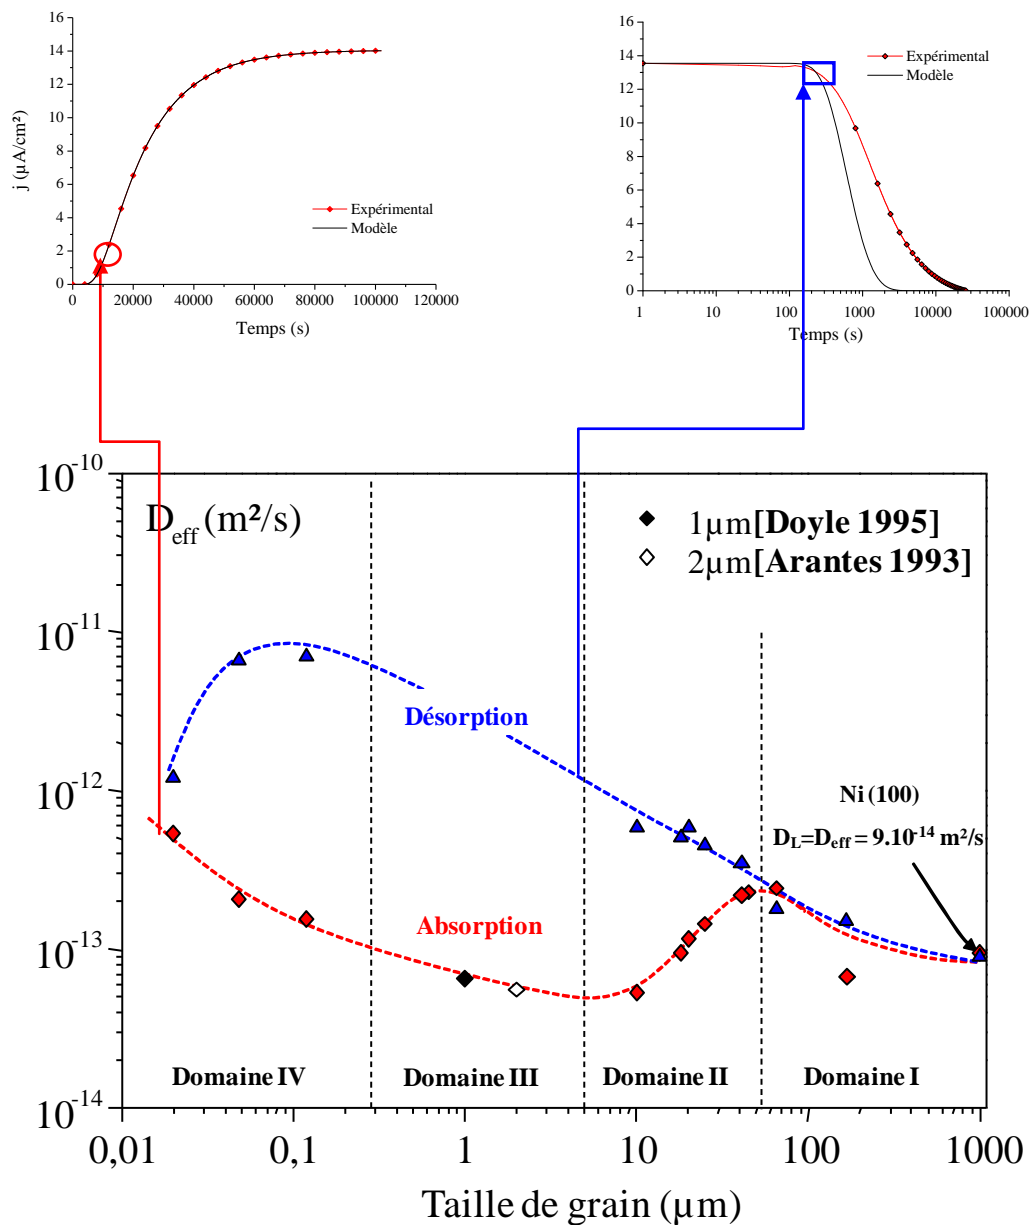 16
14
12
10
8
6
4
2
0
j (µA/cm²)
Expérimental
Modèle
0
20000
40000
60000
80000
100000
120000
Temps (s)
16
14
12
10
8
6
4
2
0
Expérimental
Modèle
1
10
100
1000
10000
100000
Temps (s)
10-10
10-11
10-12
10-13
10-14
Deff (m²/s)
1µm[Doyle 1995]
2µm[Arantes 1993]
Désorption
Absorption
Ni (100)
DL=Deff = 9.10-14 m²/s
Domaine IV
Domaine III
Domaine II
Domaine I
0,01
0,1
1
10
100
1000
Taille de grain (µm)